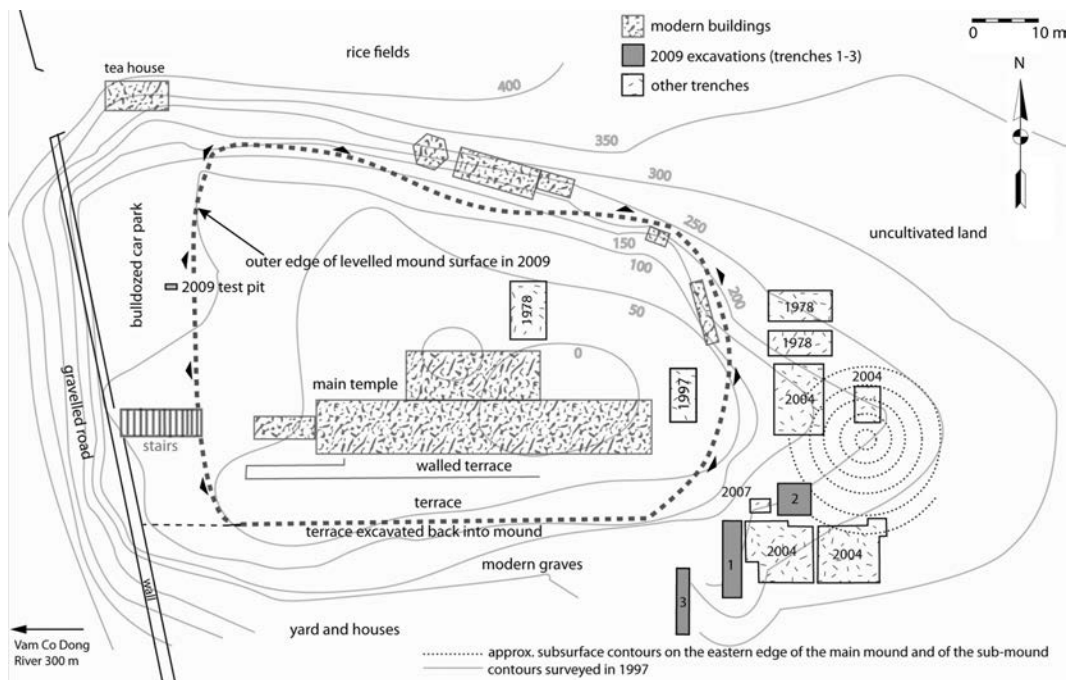 modern buildings
2009 excavations (trenches 1-3)
other trenches
0 10 m
N
rice fields
tea house
400
350
300
250
200
150
100
50
0
uncultivated land
bulldozed car park
outer edge of levelled mound surface in 2009
2009 test pit
1978
1978
1978
main temple
1997
2004
2004
gravelled road
stairs
walled terrace
terrace
2007
2
terrace excavated back into mound
1
2004
2004
modern graves
3
wall
yard and houses
Vam Co Dong
River 300 m
approx. subsurface contours on the eastern edge of the main mound and of the sub-mound
contours surveyed in 1997